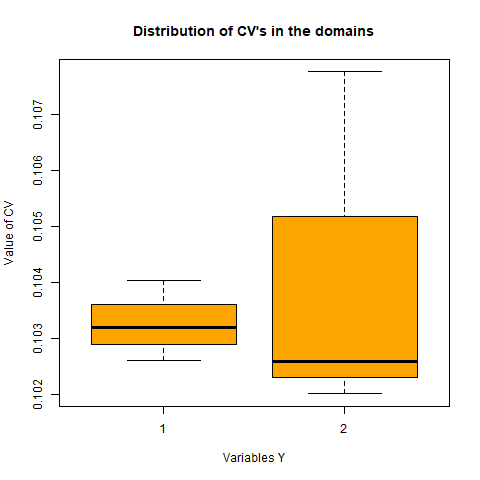 Distribution of CV's in the domains
Value of CV
0.107
0.106
0.105
0.104
0.103
0.102
1 2
Variables Y